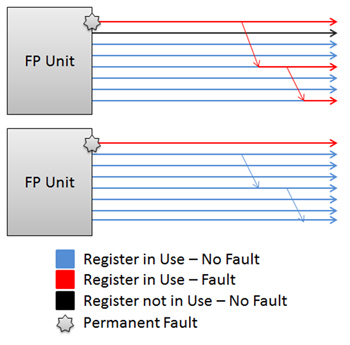 FP Unit
FP Unit
Register in Use – No Fault
Register in Use – Fault
Register not in Use – No Fault
Permanent Fault